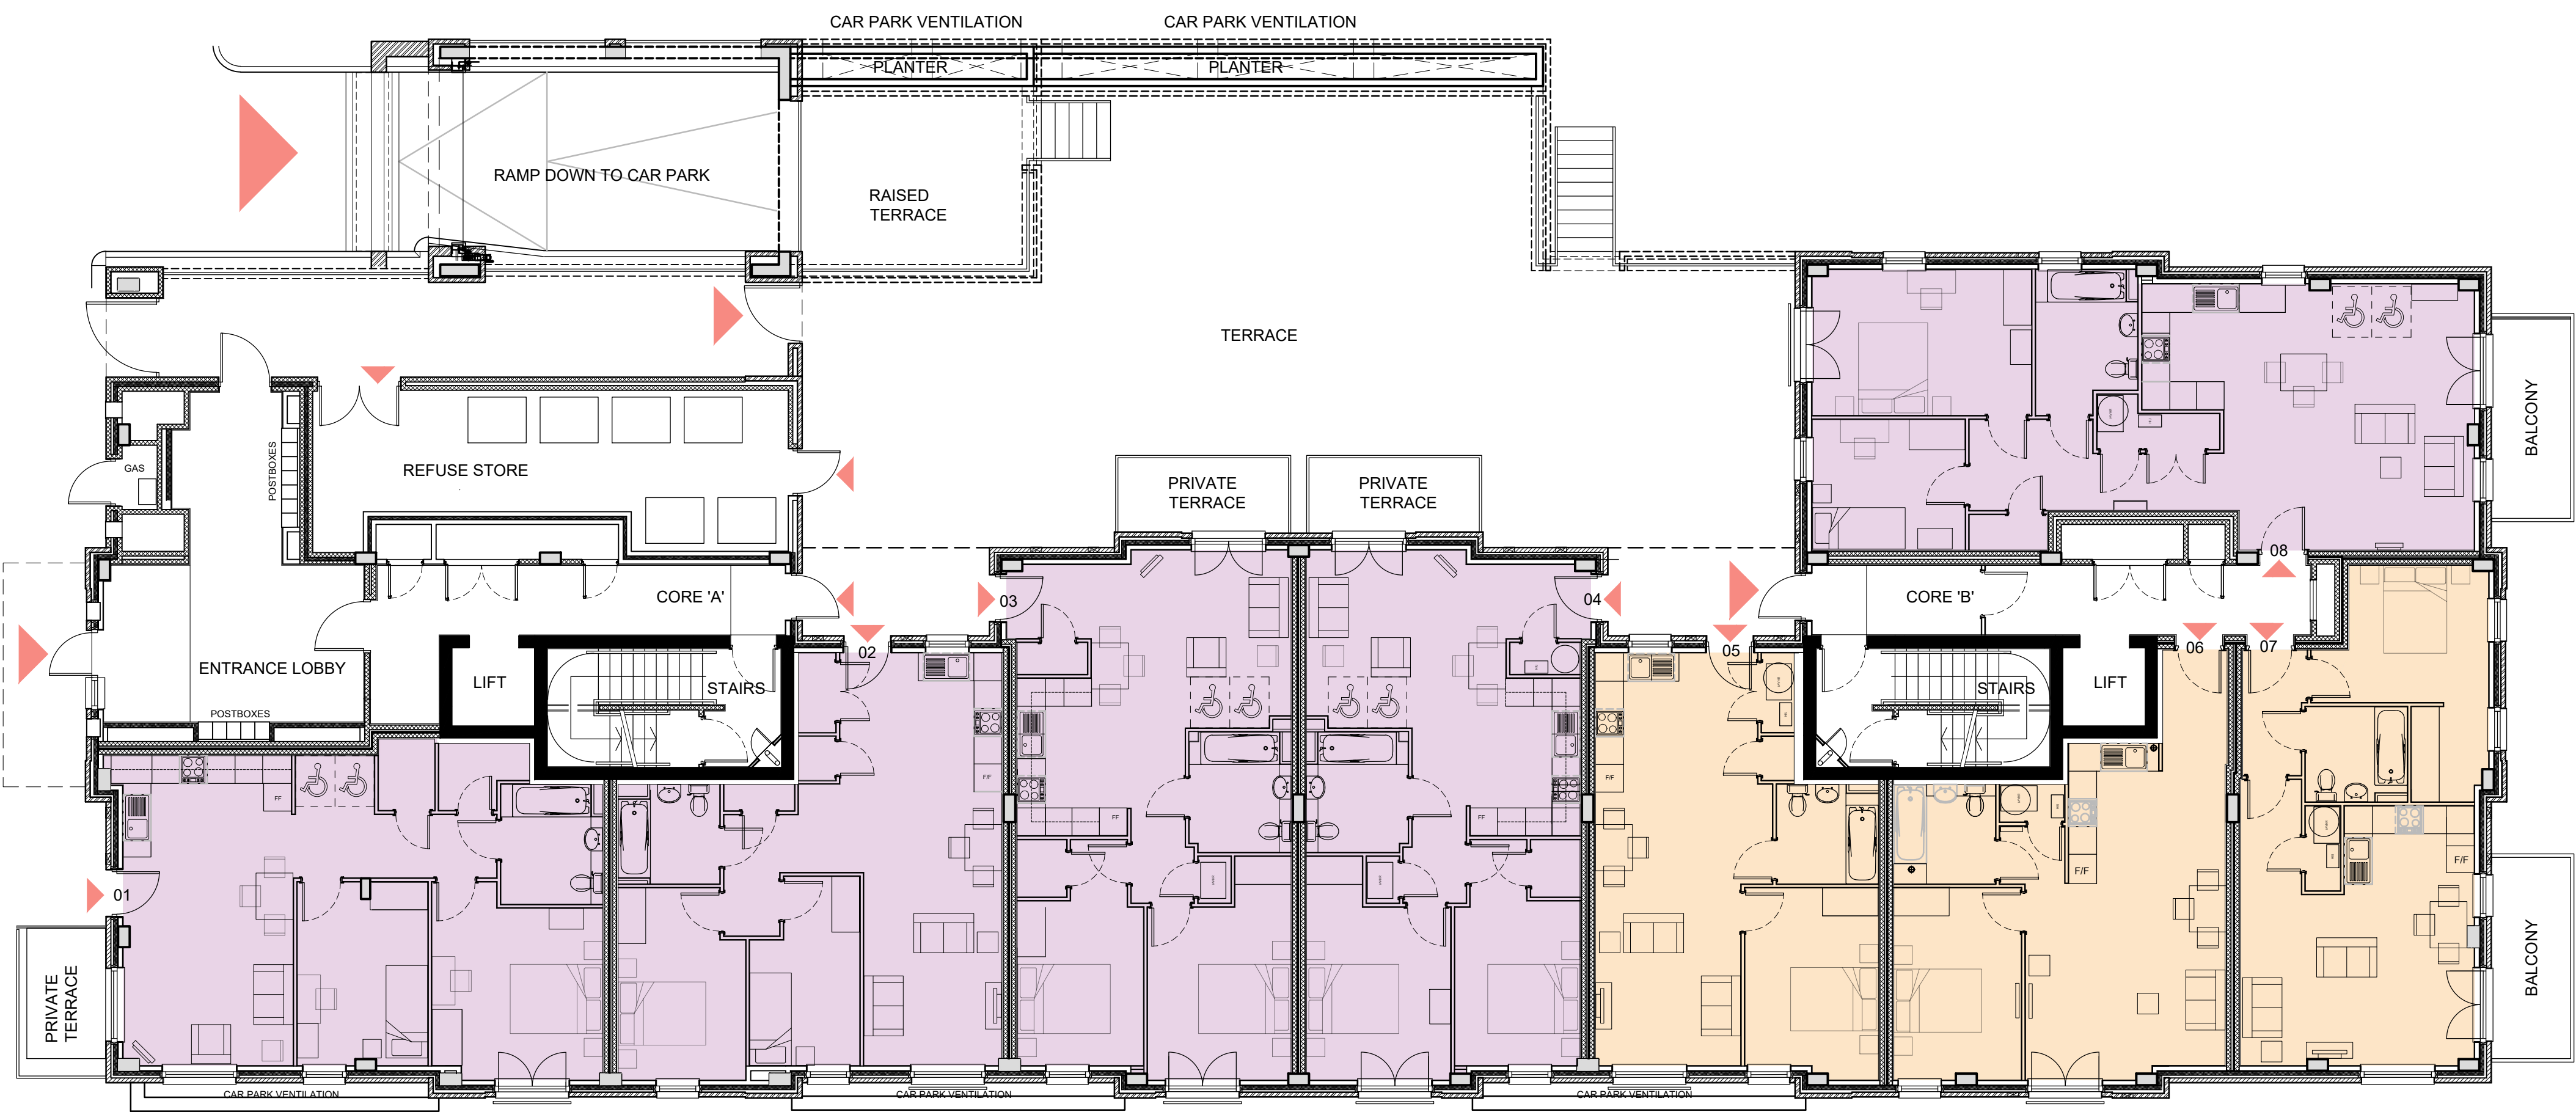 CAR PARK VENTILATION
CAR PARK VENTILATION
PLANTER
PLANTER
RAMP DOWN TO CAR PARK
RAISED
TERRACE
TERRACE
BALCONY
POSTBOXES
GAS
REFUSE STORE
PRIVATE
TERRACE
PRIVATE
TERRACE
08
CORE 'A'
03
04
CORE 'B'
02
05
06
07
ENTRANCE LOBBY
LIFT
STAIRS
STAIRS
LIFT
POSTBOXES
FF
F/F
F/F
FF
FF
F/F
F/F
01
PRIVATE
TERRACE
BALCONY
CAR PARK VENTILATION
CAR PARK VENTILATION
CAR PARK VENTILATION